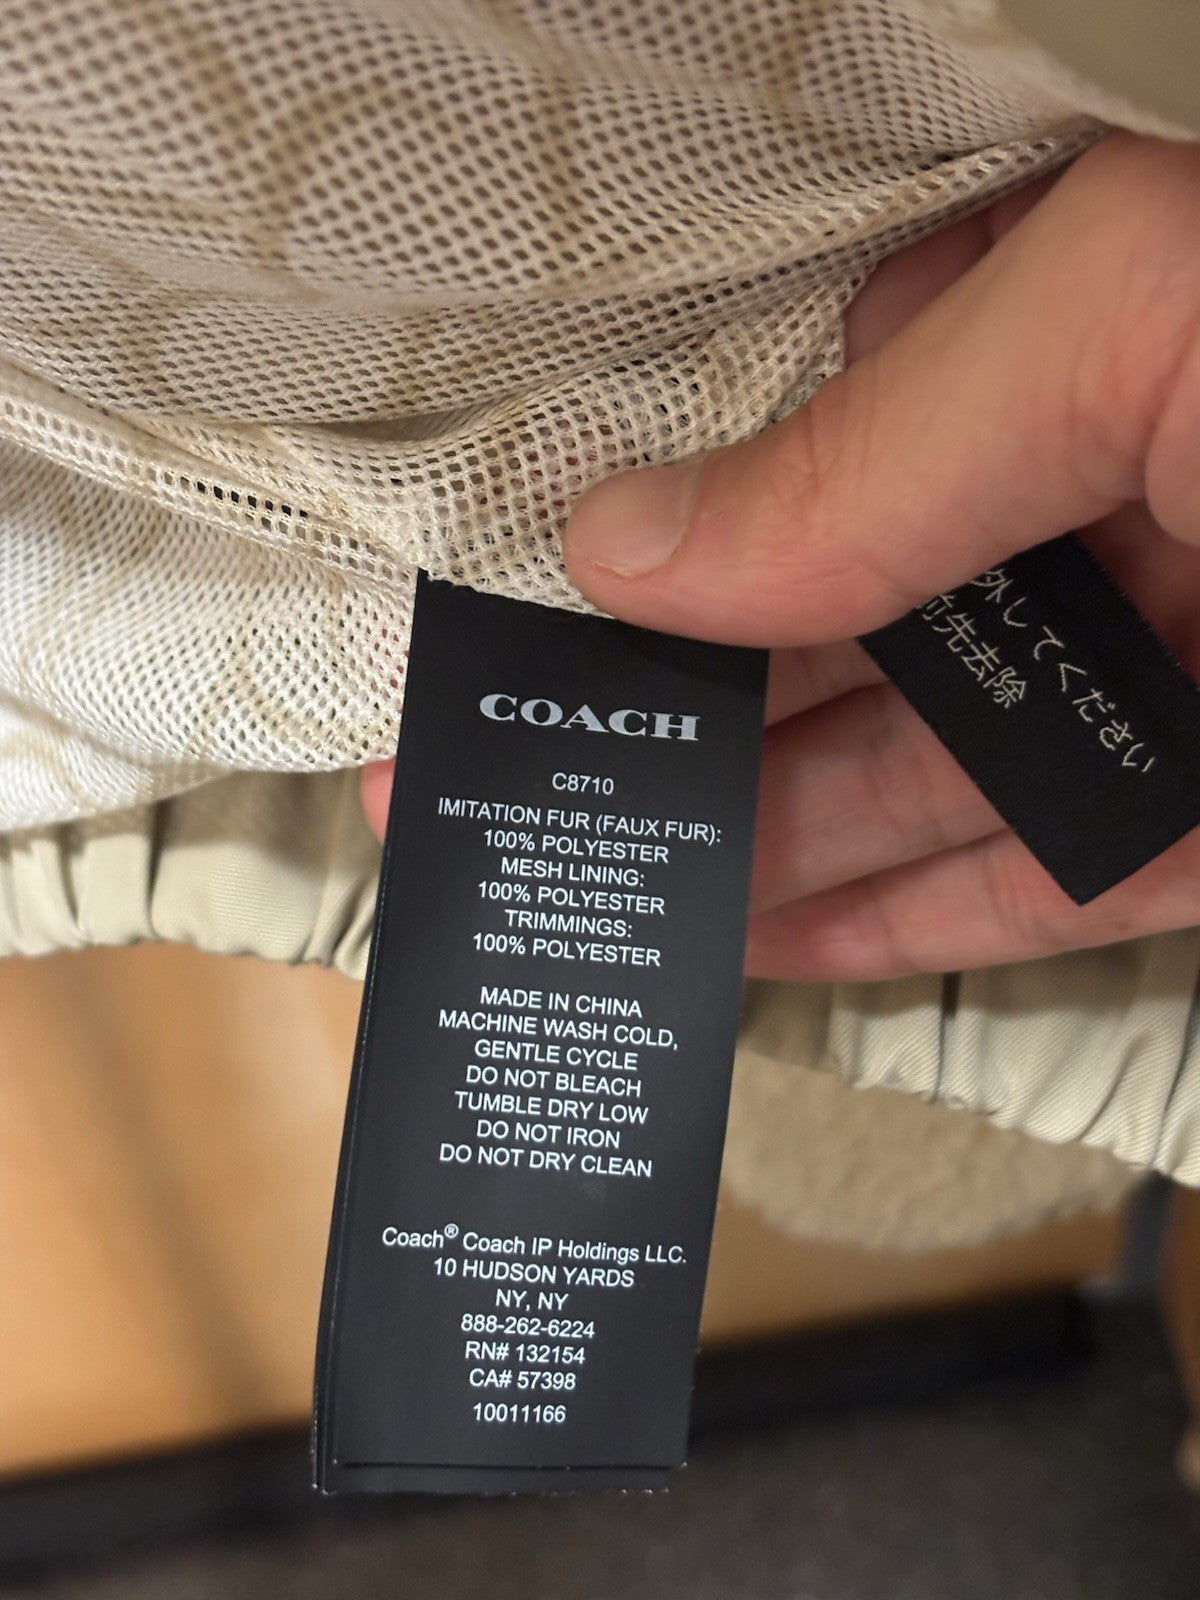 COACH
C8710
IMITATION FUR (FAUX FUR):
100% POLYESTER
MESH LINING:
100% POLYESTER
TRIMMINGS:
100% POLYESTER
MADE IN CHINA
MACHINE WASH COLD,
GENTLE CYCLE
DO NOT BLEACH
TUMBLE DRY LOW
DO NOT IRON
DO NOT DRY CLEAN
Coach® Coach IP Holdings LLC.
10 HUDSON YARDS
NY, NY
888-262-6224
RN# 132154
CA# 57398
10011166
外してください
先去除